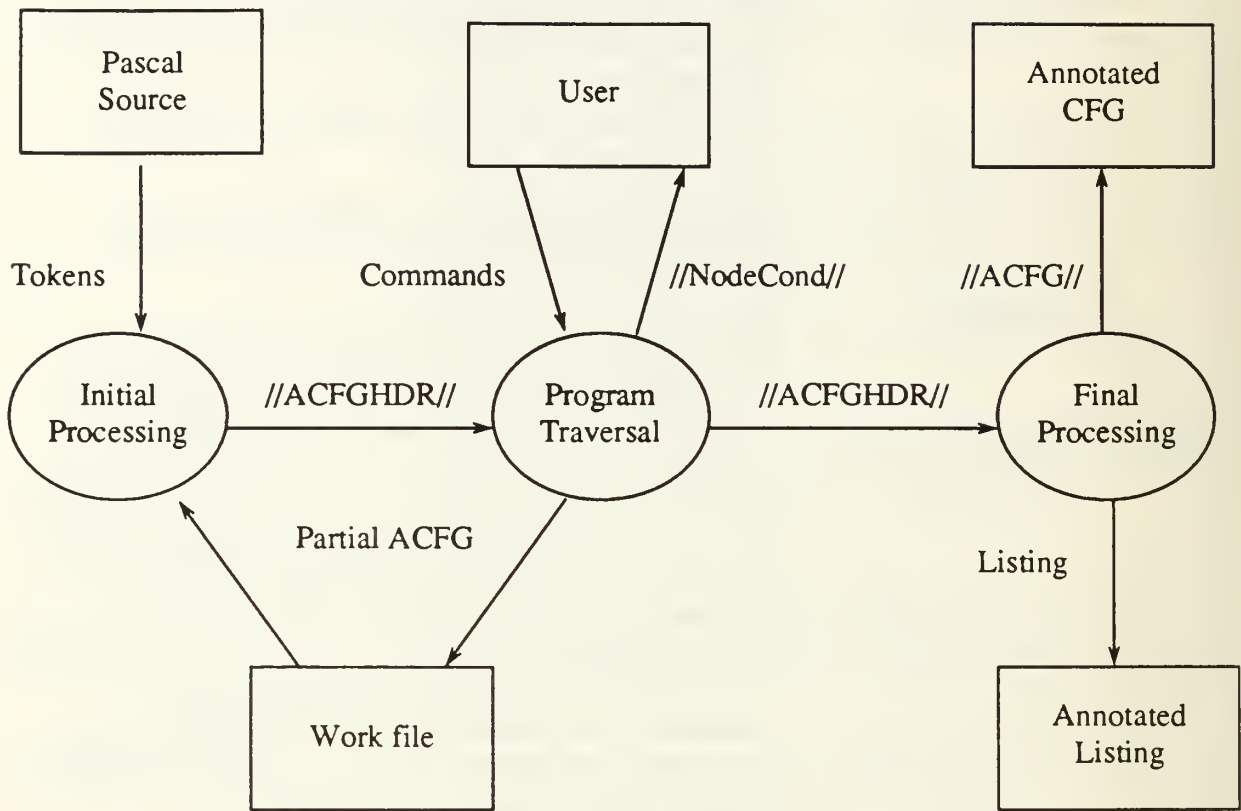 Pascal
Source
User
Annotated
CFG
Tokens
Commands
//NodeCond//
//ACFG//
Initial
Processing
//ACFGHDR//
Program
Traversal
//ACFGHDR//
Final
Processing
Partial ACFG
Listing
Work file
Annotated
Listing